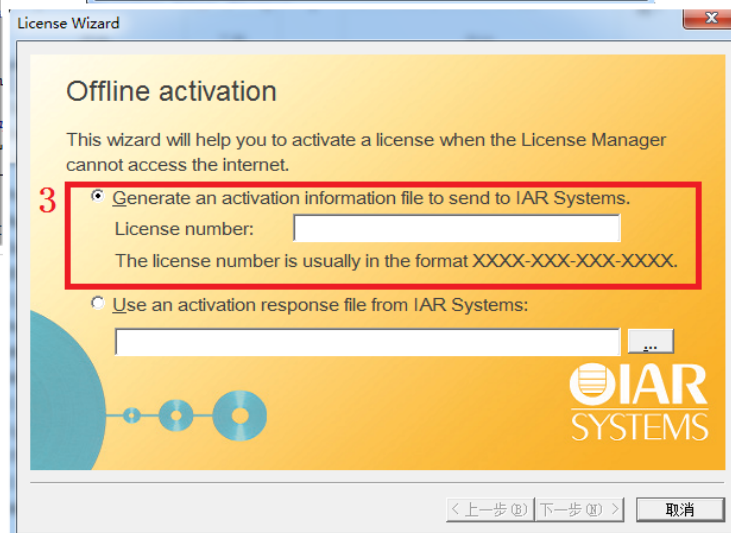 License Wizard
Offline activation
This wizard will help you to activate a license when the License Manager
cannot access the internet.
3
Generate an activation information file to send to IAR Systems.
License number:
The license number is usually in the format XXXX-XXX-XXX-XXXX.
Use an activation response file from IAR Systems:
...
IAR
SYSTEMS
< 上一步(B)
下一步(N) >
取消